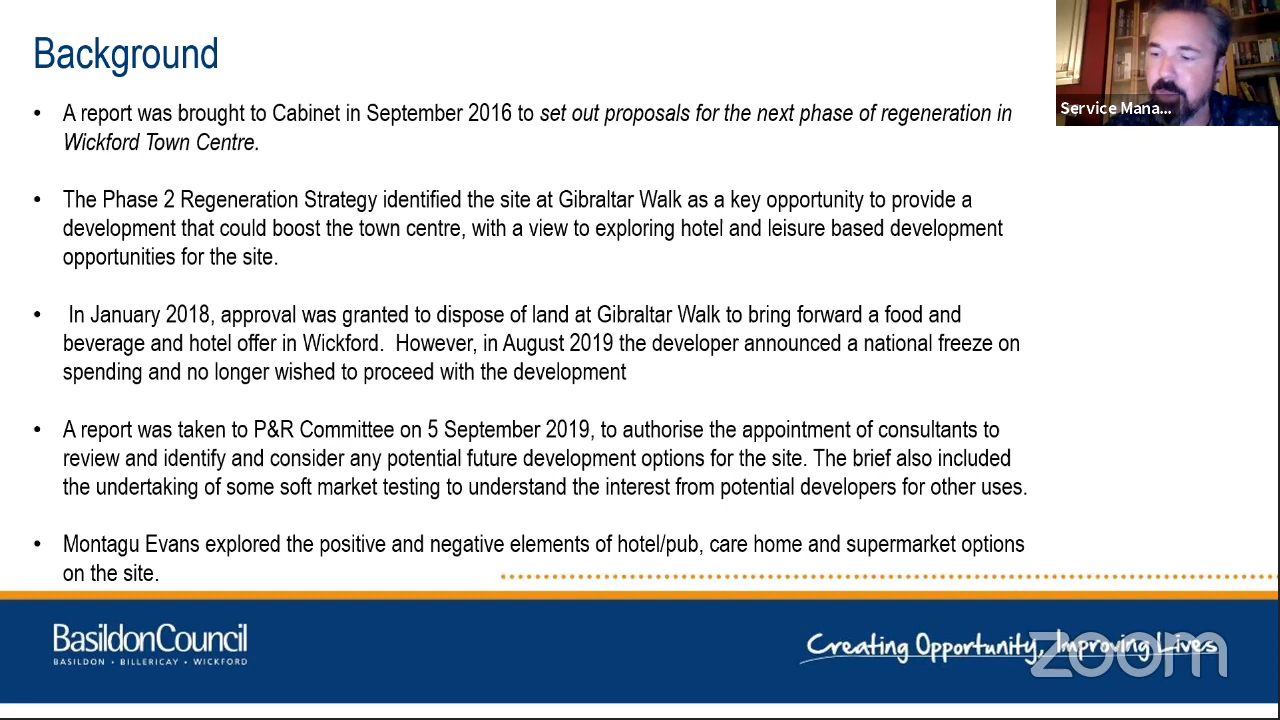 Background
Service Mana...
• A report was brought to Cabinet in September 2016 to set out proposals for the next phase of regeneration in
Wickford Town Centre.
• The Phase 2 Regeneration Strategy identified the site at Gibraltar Walk as a key opportunity to provide a
development that could boost the town centre, with a view to exploring hotel and leisure based development
opportunities for the site.
• In January 2018, approval was granted to dispose of land at Gibraltar Walk to bring forward a food and
beverage and hotel offer in Wickford. However, in August 2019 the developer announced a national freeze on
spending and no longer wished to proceed with the development
• A report was taken to P&R Committee on 5 September 2019, to authorise the appointment of consultants to
review and identify and consider any potential future development options for the site. The brief also included
the undertaking of some soft market testing to understand the interest from potential developers for other uses.
• Montagu Evans explored the positive and negative elements of hotel/pub, care home and supermarket options
on the site.
BasildonCouncil
BASILDON • BILLERICAY • WICKFORD
Creating Opportunity, Improving Lives
zoom